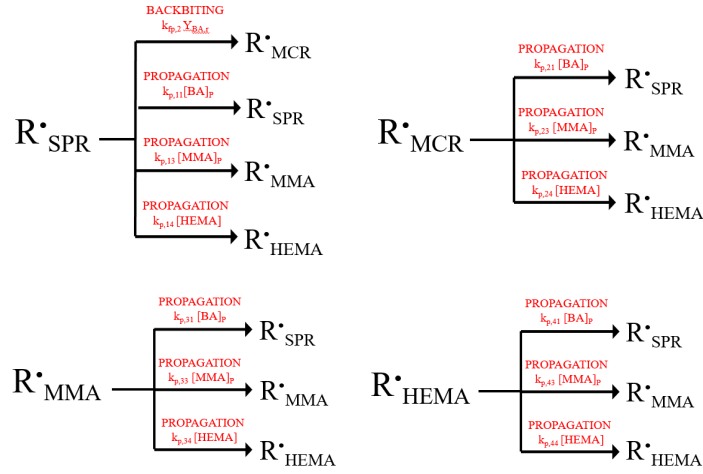 BACKBITING
k_fp,2 Y_BA,t
R•MCR
PROPAGATION
k_p,11[BA]_P
R•SPR
R•SPR
PROPAGATION
k_p,13 [MMA]_P
R•MMA
PROPAGATION
k_p,14 [HEMA]
R•HEMA
R•MCR
PROPAGATION
k_p,21 [BA]_P
R•SPR
PROPAGATION
k_p,23 [MMA]_P
R•MMA
PROPAGATION
k_p,24 [HEMA]
R•HEMA
R•MMA
PROPAGATION
k_p,31 [BA]_P
R•SPR
PROPAGATION
k_p,33 [MMA]_P
R•MMA
PROPAGATION
k_p,34 [HEMA]
R•HEMA
R•HEMA
PROPAGATION
k_p,41 [BA]_P
R•SPR
PROPAGATION
k_p,43 [MMA]_P
R•MMA
PROPAGATION
k_p,44 [HEMA]
R•HEMA